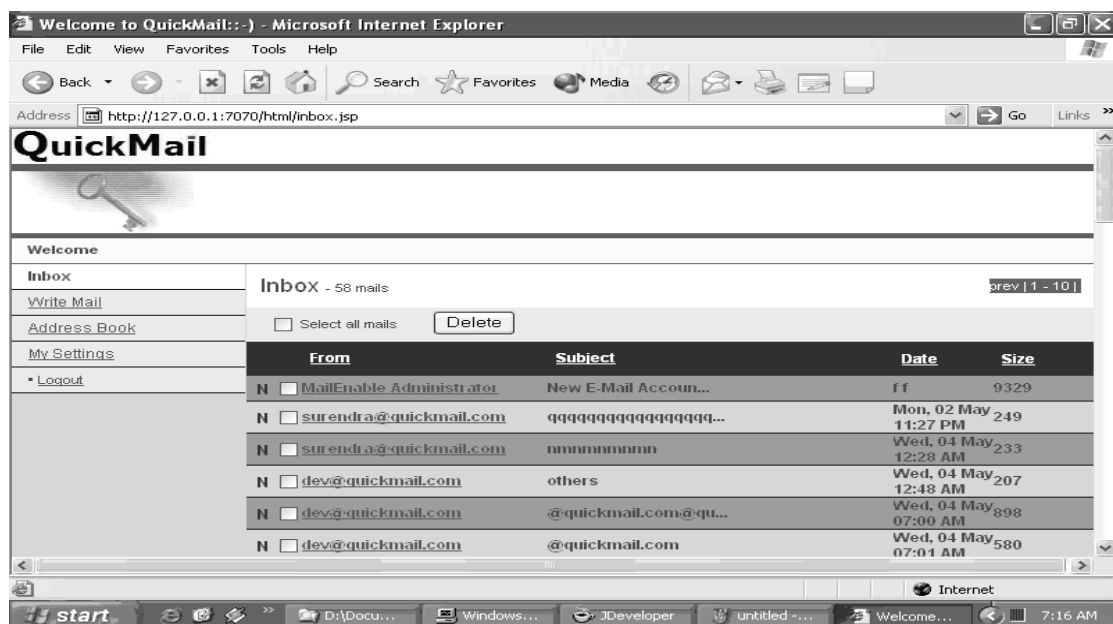 Welcome to QuickMail::-) - Microsoft Internet Explorer
File Edit View Favorites Tools Help
Back Search Favorites Media
Address http://127.0.0.1:7070/html/inbox.jsp Go Links »
QuickMail
Welcome
Inbox
Write Mail
Address Book
My Settings
▪ Logout
Inbox - 58 mails
prev | 1 - 10 |
Select all mails Delete
From Subject Date Size
N MailEnable Administrator New E-Mail Accoun... f f 9329
N surendra@quickmail.com qqqqqqqqqqqqqqqqq... Mon, 02 May 11:27 PM 249
N surendra@quickmail.com nmnmnmnmn Wed, 04 May 12:28 AM 233
N dev@quickmail.com others Wed, 04 May 12:48 AM 207
N dev@quickmail.com @quickmail.com@qu... Wed, 04 May 07:00 AM 898
N dev@quickmail.com @quickmail.com Wed, 04 May 07:01 AM 580
Internet
start » D:\Docu... Windows... JDeveloper untitled -... Welcome... 7:16 AM